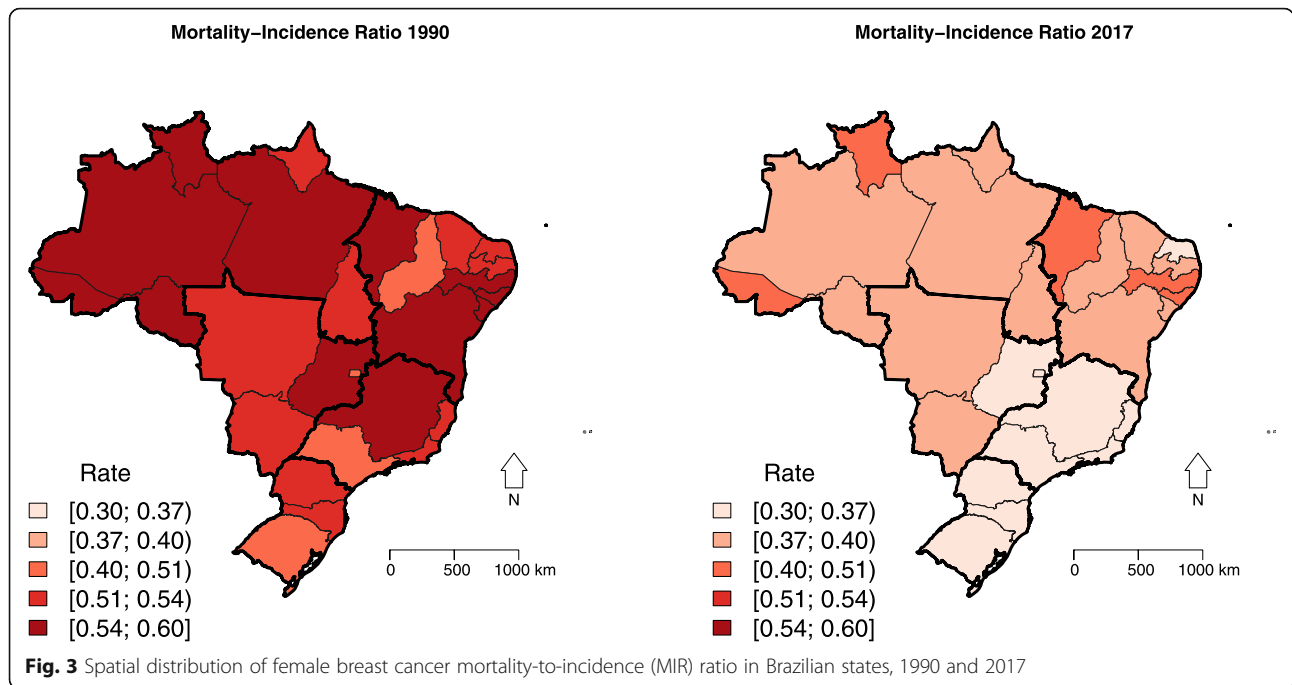 Mortality–Incidence Ratio 1990
Mortality–Incidence Ratio 2017
Rate
[0.30; 0.37)
[0.37; 0.40)
[0.40; 0.51)
[0.51; 0.54)
[0.54; 0.60]
N
0 500 1000 km
Rate
[0.30; 0.37)
[0.37; 0.40)
[0.40; 0.51)
[0.51; 0.54)
[0.54; 0.60]
N
0 500 1000 km
Fig. 3 Spatial distribution of female breast cancer mortality-to-incidence (MIR) ratio in Brazilian states, 1990 and 2017